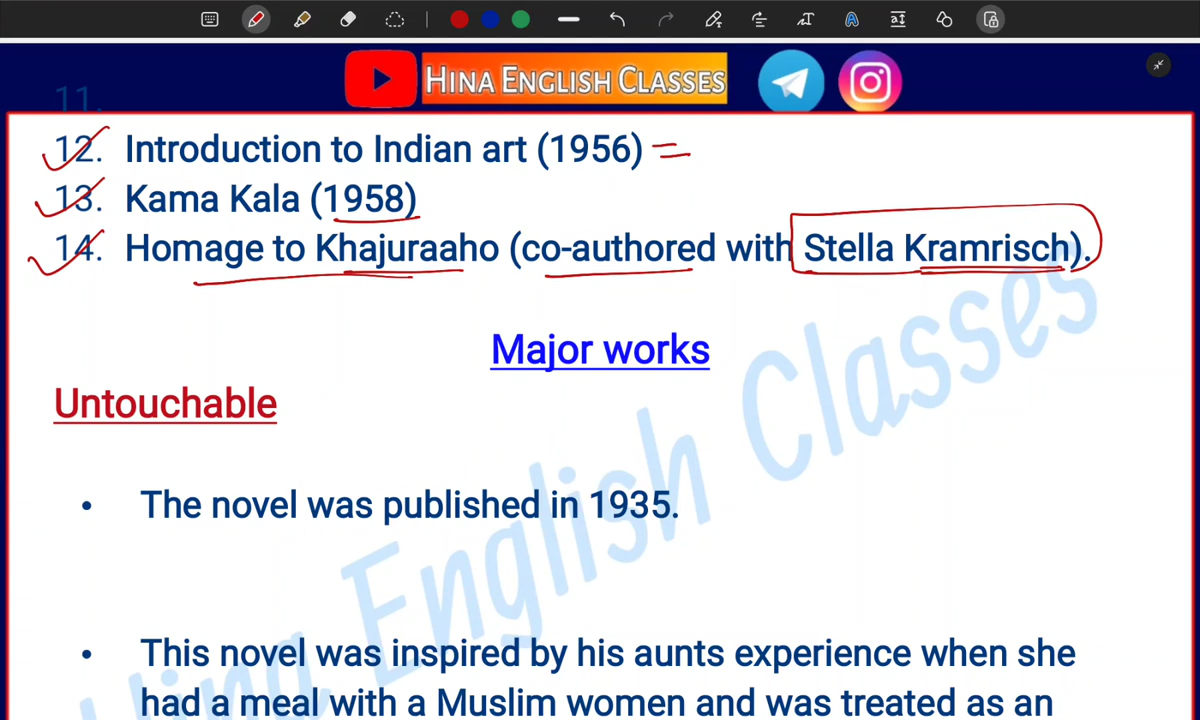 HINA ENGLISH CLASSES
11.
12. Introduction to Indian art (1956)
13. Kama Kala (1958)
14. Homage to Khajuraaho (co-authored with Stella Kramrisch).
Major works
Untouchable
• The novel was published in 1935.
• This novel was inspired by his aunts experience when she
had a meal with a Muslim women and was treated as an
Hina English Classes